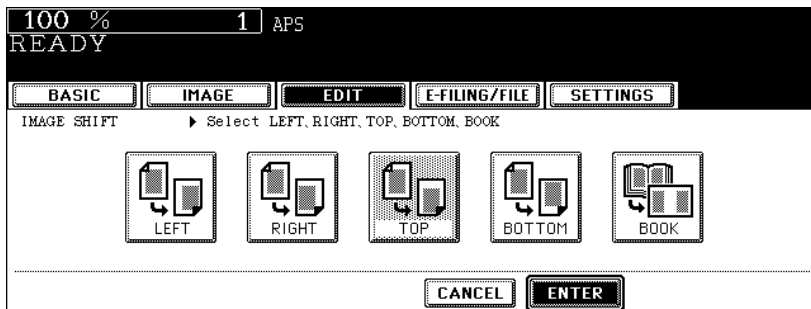 100 % 1 APS
READY
BASIC IMAGE EDIT E-FILING/FILE SETTINGS
IMAGE SHIFT ▶ Select LEFT, RIGHT, TOP, BOTTOM, BOOK
LEFT RIGHT TOP BOTTOM BOOK
CANCEL ENTER